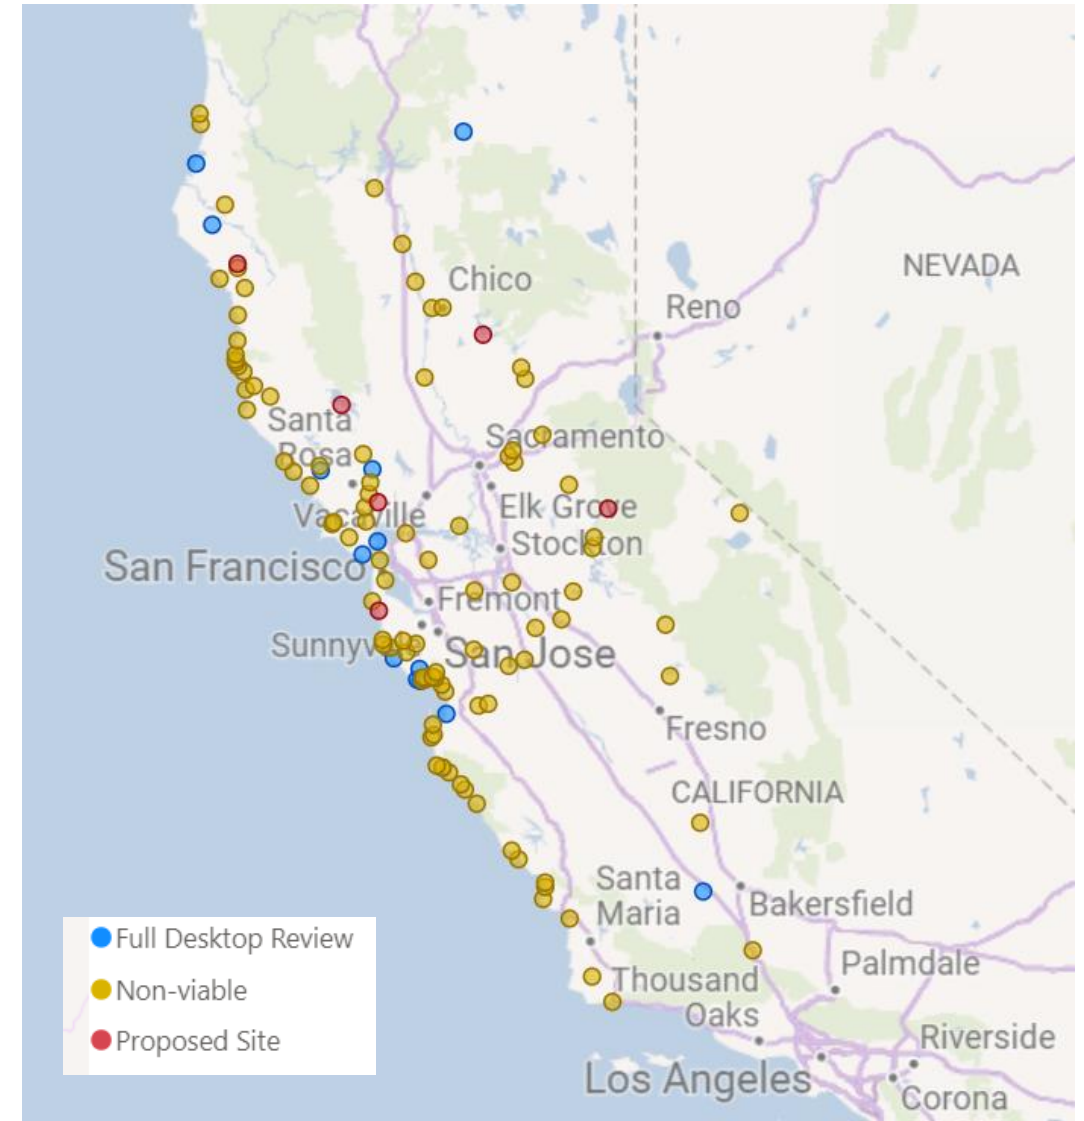 NEVADA
Chico
Reno
Santa
Rosa
Sacramento
Vacaville
Elk Grove
Stockton
San Francisco
Fremont
Sunnyv
San Jose
Fresno
CALIFORNIA
Santa
Maria
Bakersfield
Palmdale
Thousand
Oaks
Riverside
Los Angeles
Corona
Full Desktop Review
Non-viable
Proposed Site